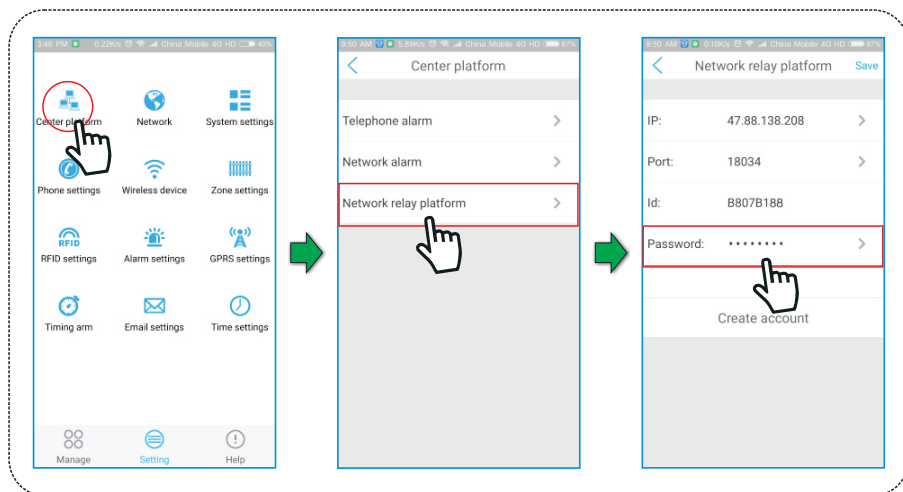 3:49 PM 0.22K/s China Mobile 4G HD 40%
Center platform Network System settings
Phone settings Wireless device Zone settings
RFID
RFID settings Alarm settings GPRS settings
Timing arm Email settings Time settings
Manage Setting Help
9:50 AM 5.89K/s China Mobile 4G HD 87%
Center platform
Telephone alarm
Network alarm
Network relay platform
9:50 AM 0.10K/s China Mobile 4G HD 87%
Network relay platform Save
IP: 47.88.138.208
Port: 18034
Id: B807B188
Password: ········
Create account